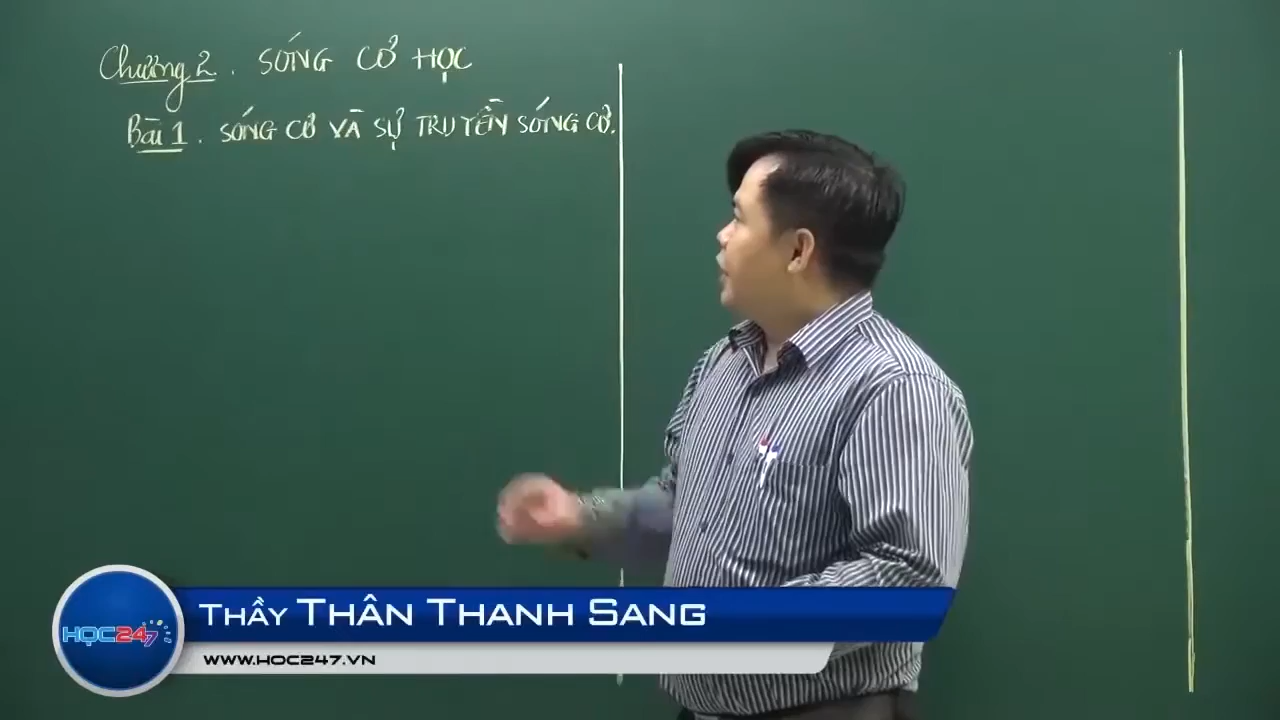 Chương 2. SÓNG CƠ HỌC
Bài 1. SÓNG CƠ VÀ SỰ TRUYỀN SÓNG CƠ.
HỌC247
THẦY THÂN THANH SANG
WWW.HOC247.VN